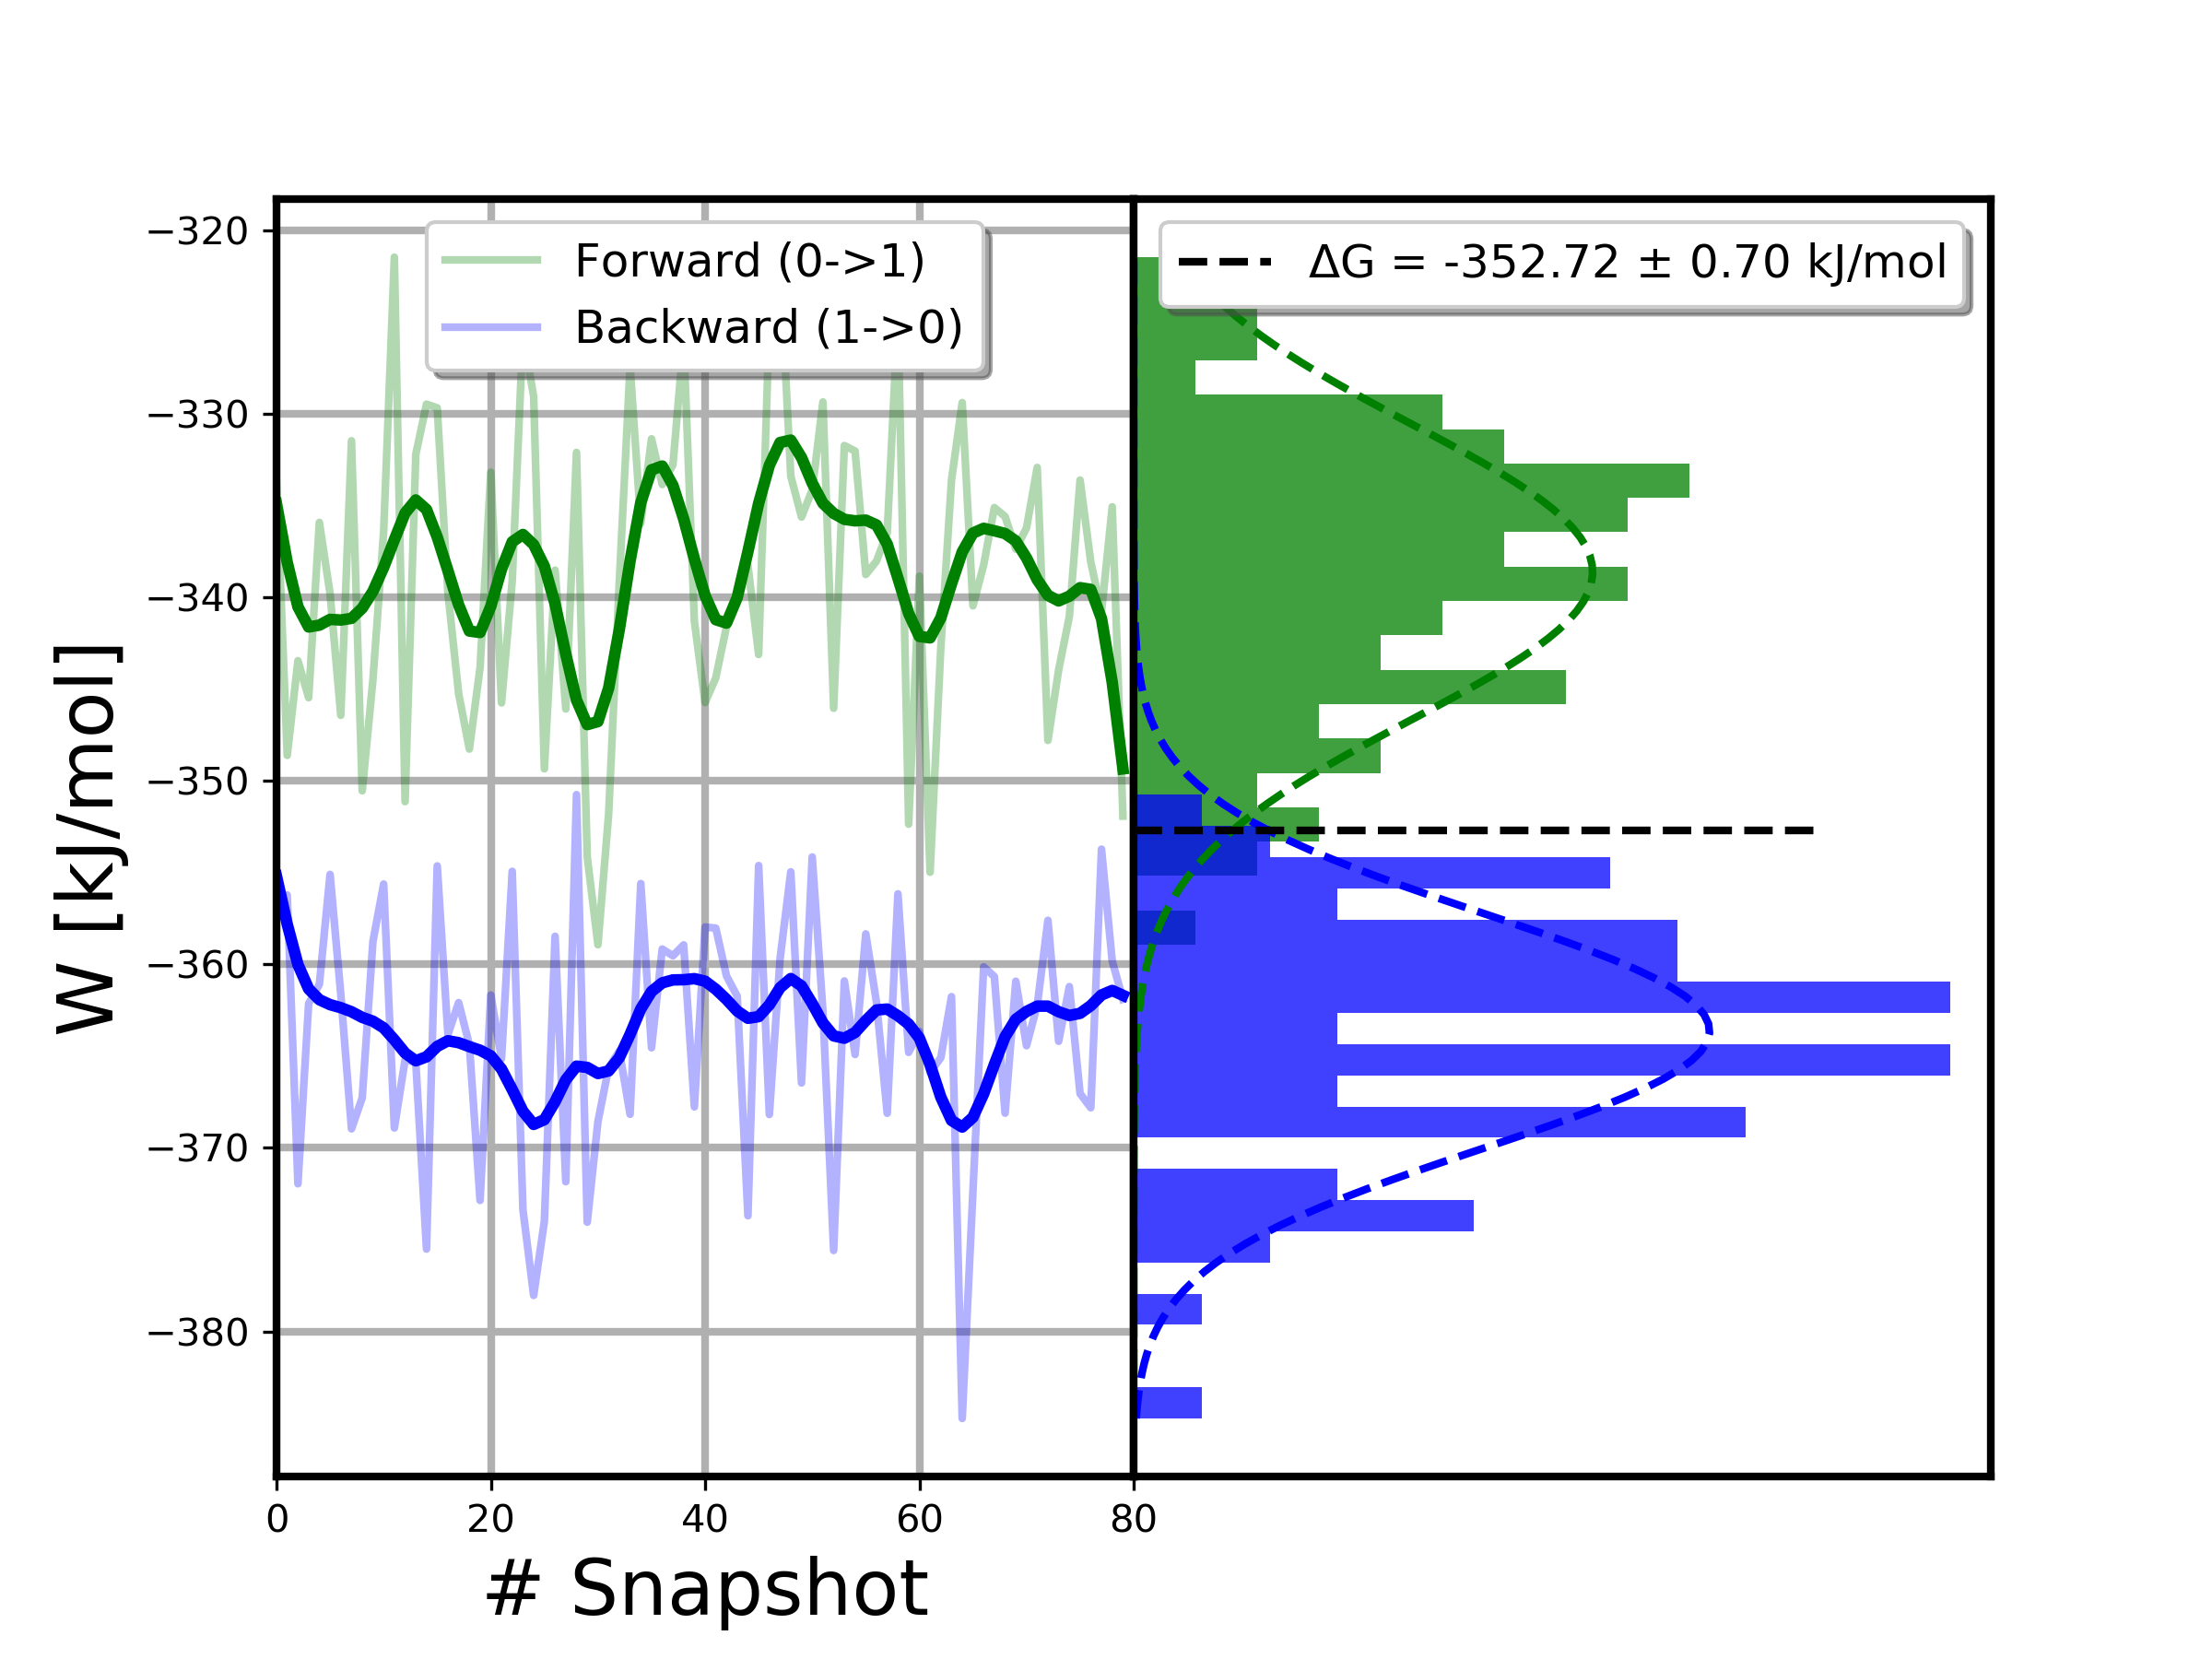 Forward (0->1)
Backward (1->0)
ΔG = -352.72 ± 0.70 kJ/mol
W [kJ/mol]
−320
−330
−340
−350
−360
−370
−380
0 20 40 60 80
# Snapshot